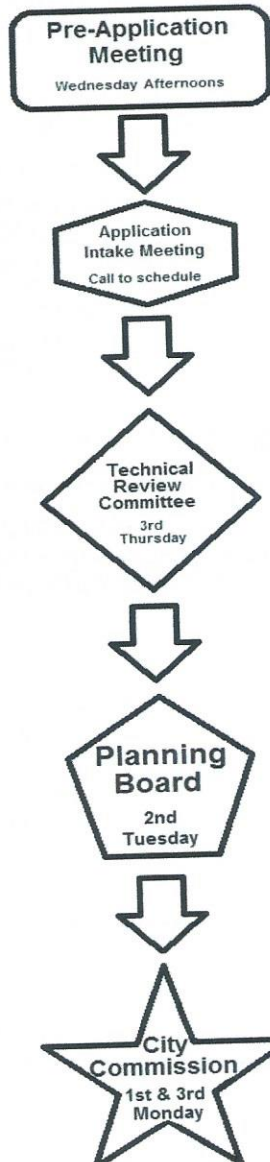 Pre-Application
Meeting
Wednesday Afternoons
Application
Intake Meeting
Call to schedule
Technical
Review
Committee
3rd
Thursday
Planning
Board
2nd
Tuesday
City
Commission
1st & 3rd
Monday